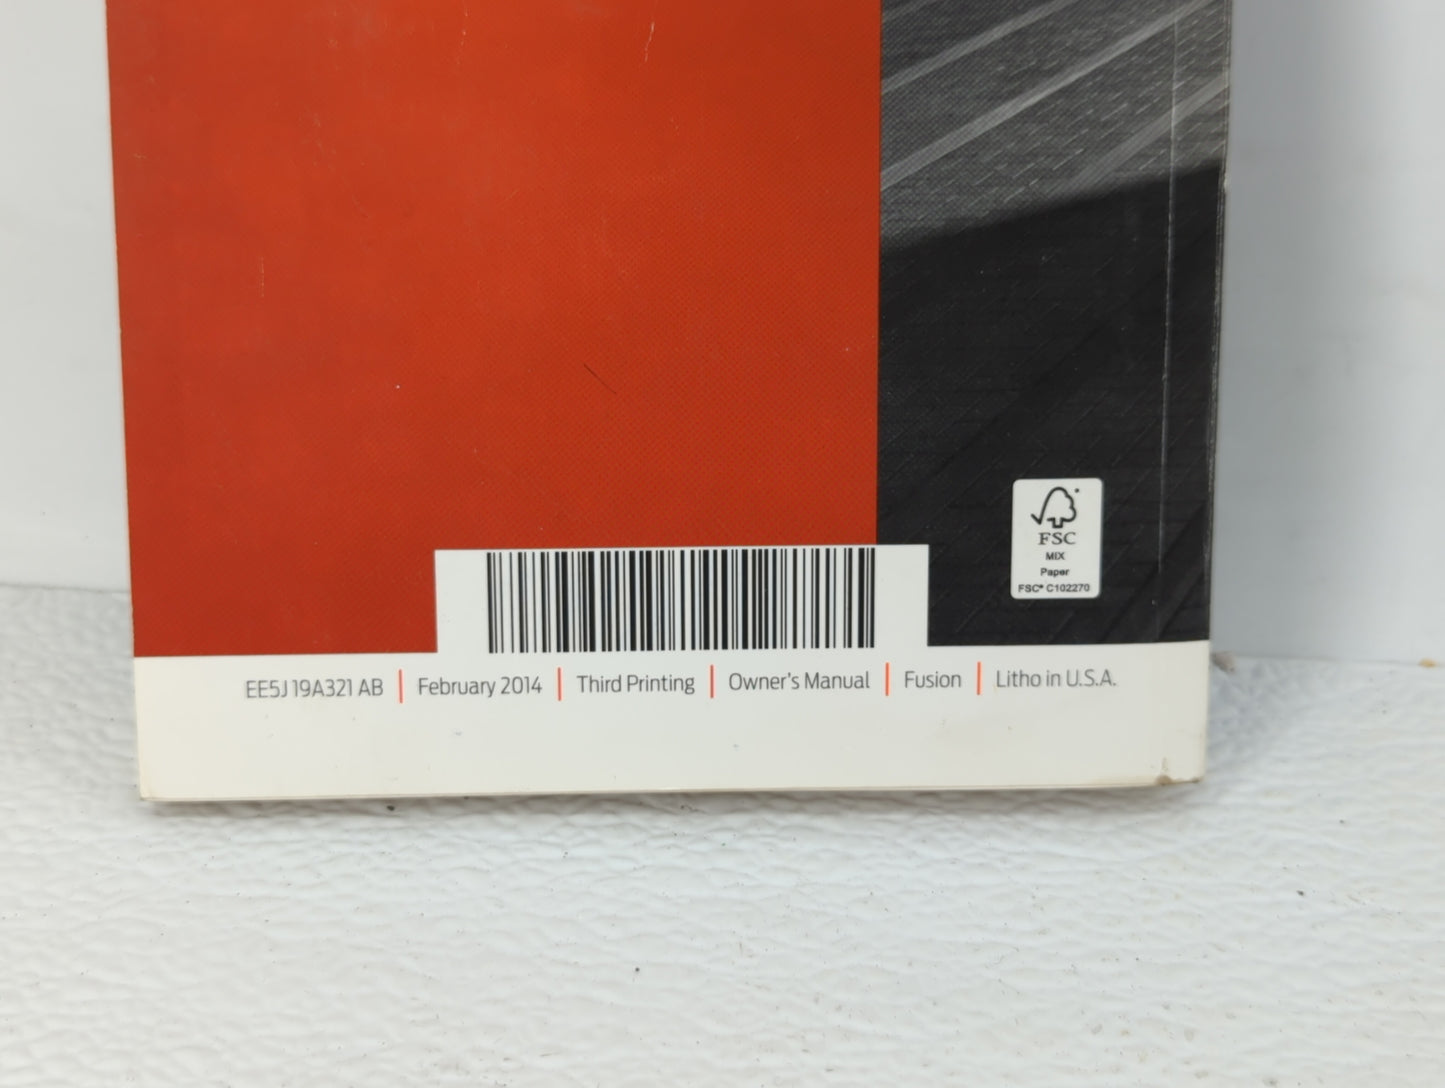 FSC
MIX
Paper
FSC® C102270
EE5J 19A321 AB | February 2014 | Third Printing | Owner's Manual | Fusion | Litho in U.S.A.